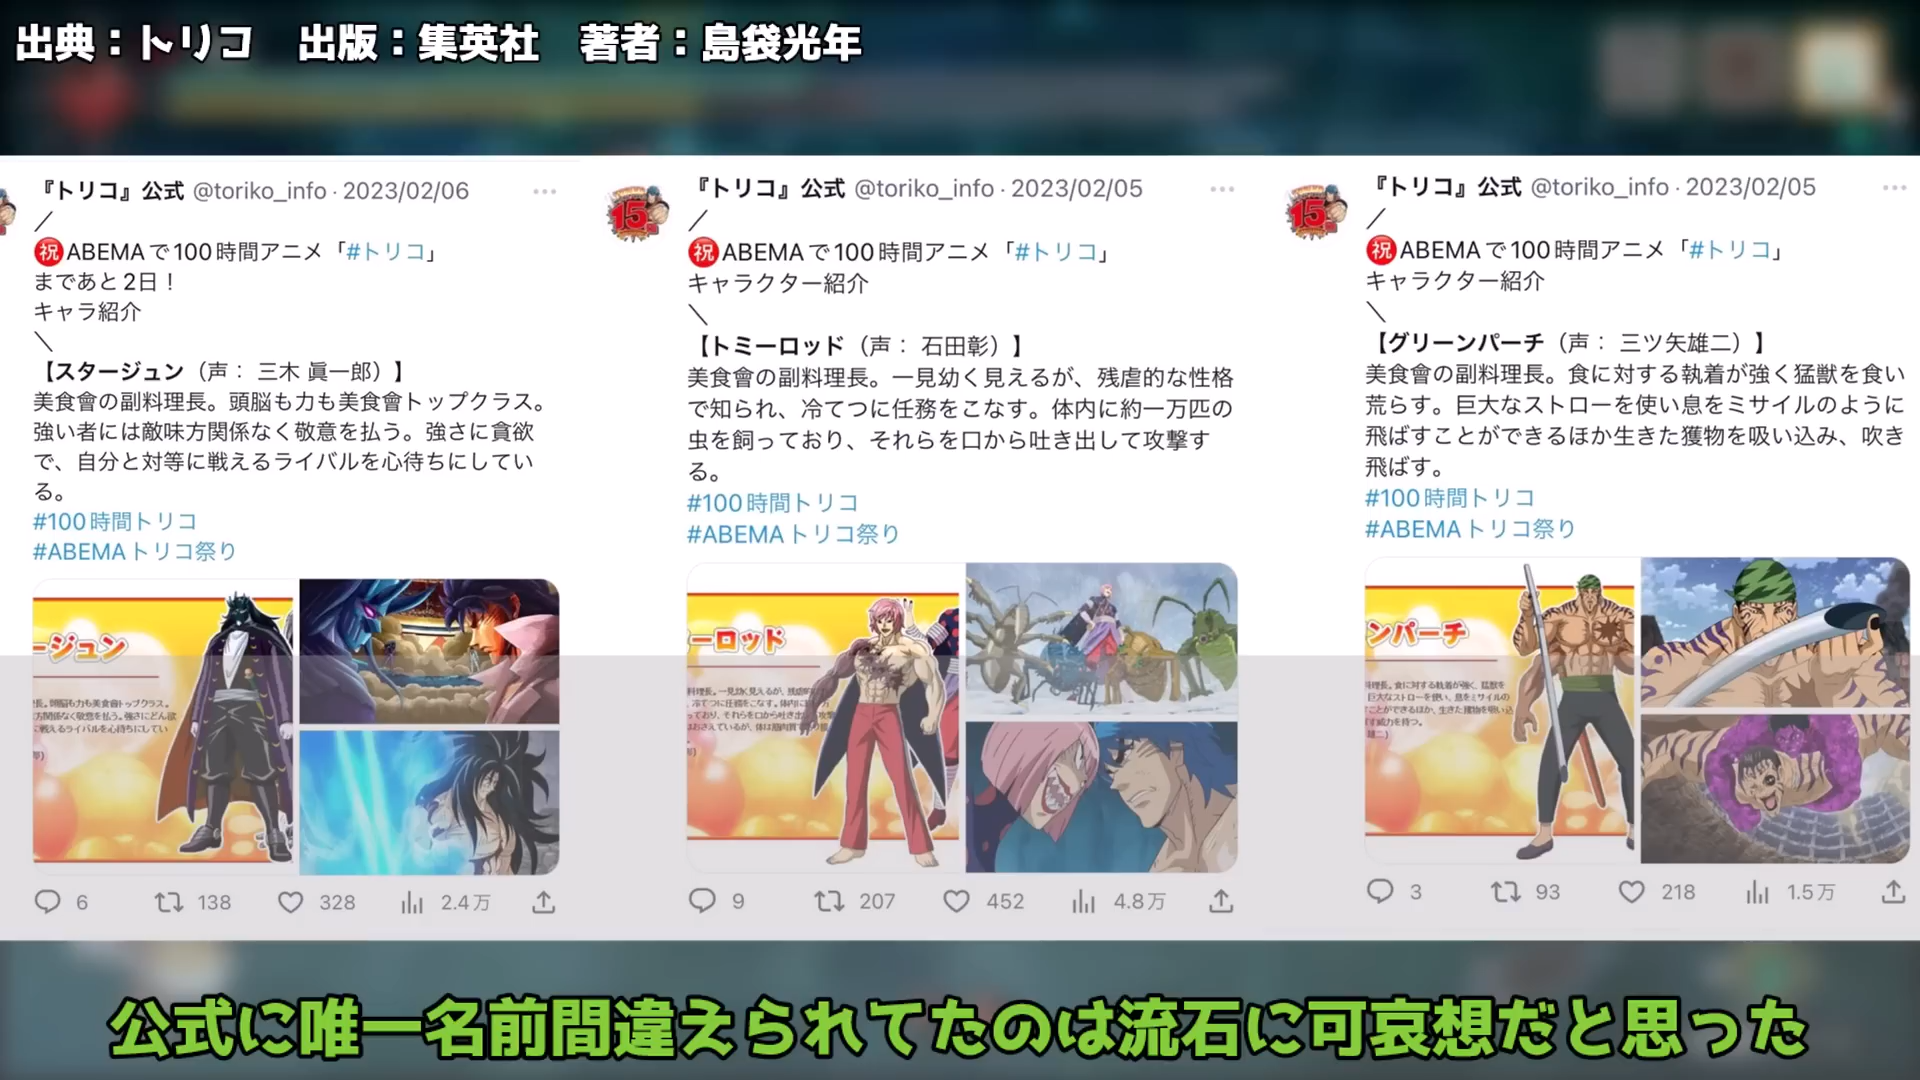 出典：トリコ　出版：集英社　著者：島袋光年
『トリコ』公式 @toriko_info · 2023/02/06
／
祝ABEMAで100時間アニメ「#トリコ」
まであと2日！
キャラ紹介
＼
【スタージュン（声： 三木 眞一郎）】
美食會の副料理長。頭脳も力も美食會トップクラス。
強い者には敵味方関係なく敬意を払う。強さに貪欲
で、自分と対等に戦えるライバルを心待ちにしてい
る。
#100時間トリコ
#ABEMAトリコ祭り
ージュン
6 138 328 2.4万
『トリコ』公式 @toriko_info · 2023/02/05
／
祝ABEMAで100時間アニメ「#トリコ」
キャラクター紹介
＼
【トミーロッド（声： 石田彰）】
美食會の副料理長。一見幼く見えるが、残虐的な性格
で知られ、冷てつに任務をこなす。体内に約一万匹の
虫を飼っており、それらを口から吐き出して攻撃す
る。
#100時間トリコ
#ABEMAトリコ祭り
ーロッド
9 207 452 4.8万
15
『トリコ』公式 @toriko_info · 2023/02/05
／
祝ABEMAで100時間アニメ「#トリコ」
キャラクター紹介
＼
【グリーンパーチ（声： 三ツ矢雄二）】
美食會の副料理長。食に対する執着が強く猛獣を食い
荒らす。巨大なストローを使い息をミサイルのように
飛ばすことができるほか生きた獲物を吸い込み、吹き
飛ばす。
#100時間トリコ
#ABEMAトリコ祭り
ンパーチ
3 93 218 1.5万
15
公式に唯一名前間違えられてたのは流石に可哀想だと思った